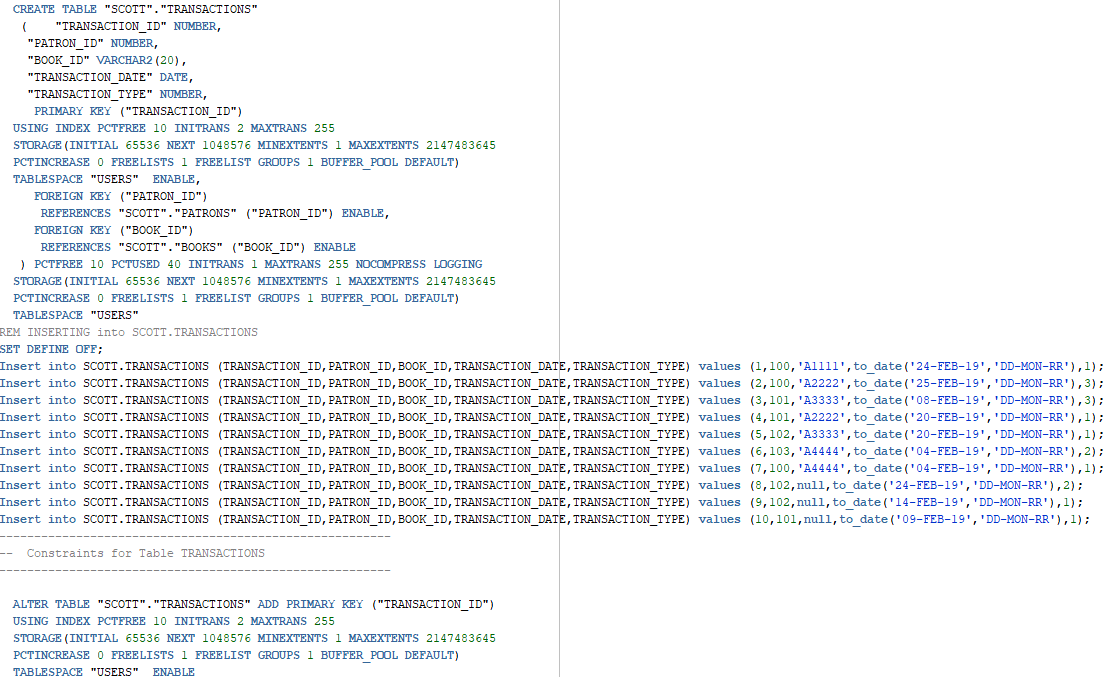 CREATE TABLE "SCOTT"."TRANSACTIONS"
( "TRANSACTION_ID" NUMBER,
"PATRON_ID" NUMBER,
"BOOK_ID" VARCHAR2(20),
"TRANSACTION_DATE" DATE,
"TRANSACTION_TYPE" NUMBER,
PRIMARY KEY ("TRANSACTION_ID")
USING INDEX PCTFREE 10 INITRANS 2 MAXTRANS 255
STORAGE(INITIAL 65536 NEXT 1048576 MINEXTENTS 1 MAXEXTENTS 2147483645
PCTINCREASE 0 FREELISTS 1 FREELIST GROUPS 1 BUFFER_POOL DEFAULT)
TABLESPACE "USERS"  ENABLE,
FOREIGN KEY ("PATRON_ID")
REFERENCES "SCOTT"."PATRONS" ("PATRON_ID") ENABLE,
FOREIGN KEY ("BOOK_ID")
REFERENCES "SCOTT"."BOOKS" ("BOOK_ID") ENABLE
) PCTFREE 10 PCTUSED 40 INITRANS 1 MAXTRANS 255 NOCOMPRESS LOGGING
STORAGE(INITIAL 65536 NEXT 1048576 MINEXTENTS 1 MAXEXTENTS 2147483645
PCTINCREASE 0 FREELISTS 1 FREELIST GROUPS 1 BUFFER_POOL DEFAULT)
TABLESPACE "USERS"
REM INSERTING into SCOTT.TRANSACTIONS
SET DEFINE OFF;
Insert into SCOTT.TRANSACTIONS (TRANSACTION_ID,PATRON_ID,BOOK_ID,TRANSACTION_DATE,TRANSACTION_TYPE) values (1,100,'A1111',to_date('24-FEB-19','DD-MON-RR'),1);
Insert into SCOTT.TRANSACTIONS (TRANSACTION_ID,PATRON_ID,BOOK_ID,TRANSACTION_DATE,TRANSACTION_TYPE) values (2,100,'A2222',to_date('25-FEB-19','DD-MON-RR'),3);
Insert into SCOTT.TRANSACTIONS (TRANSACTION_ID,PATRON_ID,BOOK_ID,TRANSACTION_DATE,TRANSACTION_TYPE) values (3,101,'A3333',to_date('08-FEB-19','DD-MON-RR'),3);
Insert into SCOTT.TRANSACTIONS (TRANSACTION_ID,PATRON_ID,BOOK_ID,TRANSACTION_DATE,TRANSACTION_TYPE) values (4,101,'A2222',to_date('20-FEB-19','DD-MON-RR'),1);
Insert into SCOTT.TRANSACTIONS (TRANSACTION_ID,PATRON_ID,BOOK_ID,TRANSACTION_DATE,TRANSACTION_TYPE) values (5,102,'A3333',to_date('20-FEB-19','DD-MON-RR'),1);
Insert into SCOTT.TRANSACTIONS (TRANSACTION_ID,PATRON_ID,BOOK_ID,TRANSACTION_DATE,TRANSACTION_TYPE) values (6,103,'A4444',to_date('04-FEB-19','DD-MON-RR'),2);
Insert into SCOTT.TRANSACTIONS (TRANSACTION_ID,PATRON_ID,BOOK_ID,TRANSACTION_DATE,TRANSACTION_TYPE) values (7,100,'A4444',to_date('04-FEB-19','DD-MON-RR'),1);
Insert into SCOTT.TRANSACTIONS (TRANSACTION_ID,PATRON_ID,BOOK_ID,TRANSACTION_DATE,TRANSACTION_TYPE) values (8,102,null,to_date('24-FEB-19','DD-MON-RR'),2);
Insert into SCOTT.TRANSACTIONS (TRANSACTION_ID,PATRON_ID,BOOK_ID,TRANSACTION_DATE,TRANSACTION_TYPE) values (9,102,null,to_date('14-FEB-19','DD-MON-RR'),1);
Insert into SCOTT.TRANSACTIONS (TRANSACTION_ID,PATRON_ID,BOOK_ID,TRANSACTION_DATE,TRANSACTION_TYPE) values (10,101,null,to_date('09-FEB-19','DD-MON-RR'),1);
--------------------------------------------------------
--  Constraints for Table TRANSACTIONS
--------------------------------------------------------
ALTER TABLE "SCOTT"."TRANSACTIONS" ADD PRIMARY KEY ("TRANSACTION_ID")
USING INDEX PCTFREE 10 INITRANS 2 MAXTRANS 255
STORAGE(INITIAL 65536 NEXT 1048576 MINEXTENTS 1 MAXEXTENTS 2147483645
PCTINCREASE 0 FREELISTS 1 FREELIST GROUPS 1 BUFFER_POOL DEFAULT)
TABLESPACE "USERS"  ENABLE